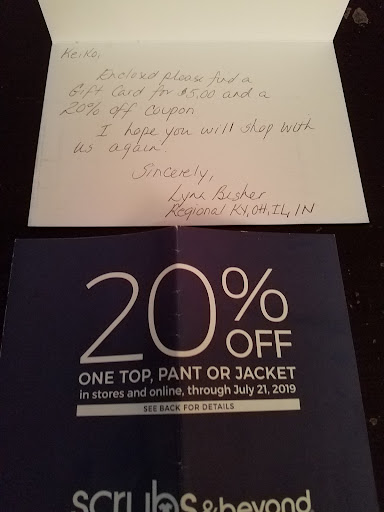 Keiko,
Enclosed please find a
Gift Card for $5.00 and a
20% off coupon
I hope you will shop with
us again.
Sincerely,
Lynn Bisher
Regional KY, OH, IL, IN
20% OFF
ONE TOP, PANT OR JACKET
in stores and online, through July 21, 2019
SEE BACK FOR DETAILS
scrubs & beyond